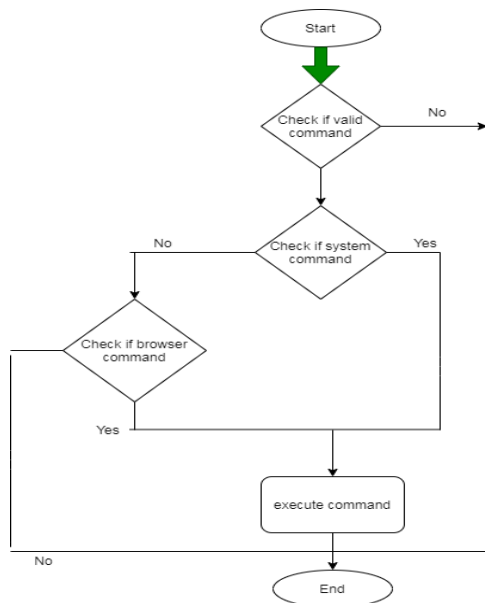 Start
Check if valid
command
No
Check if system
command
No
Yes
Check if browser
command
Yes
execute command
No
End